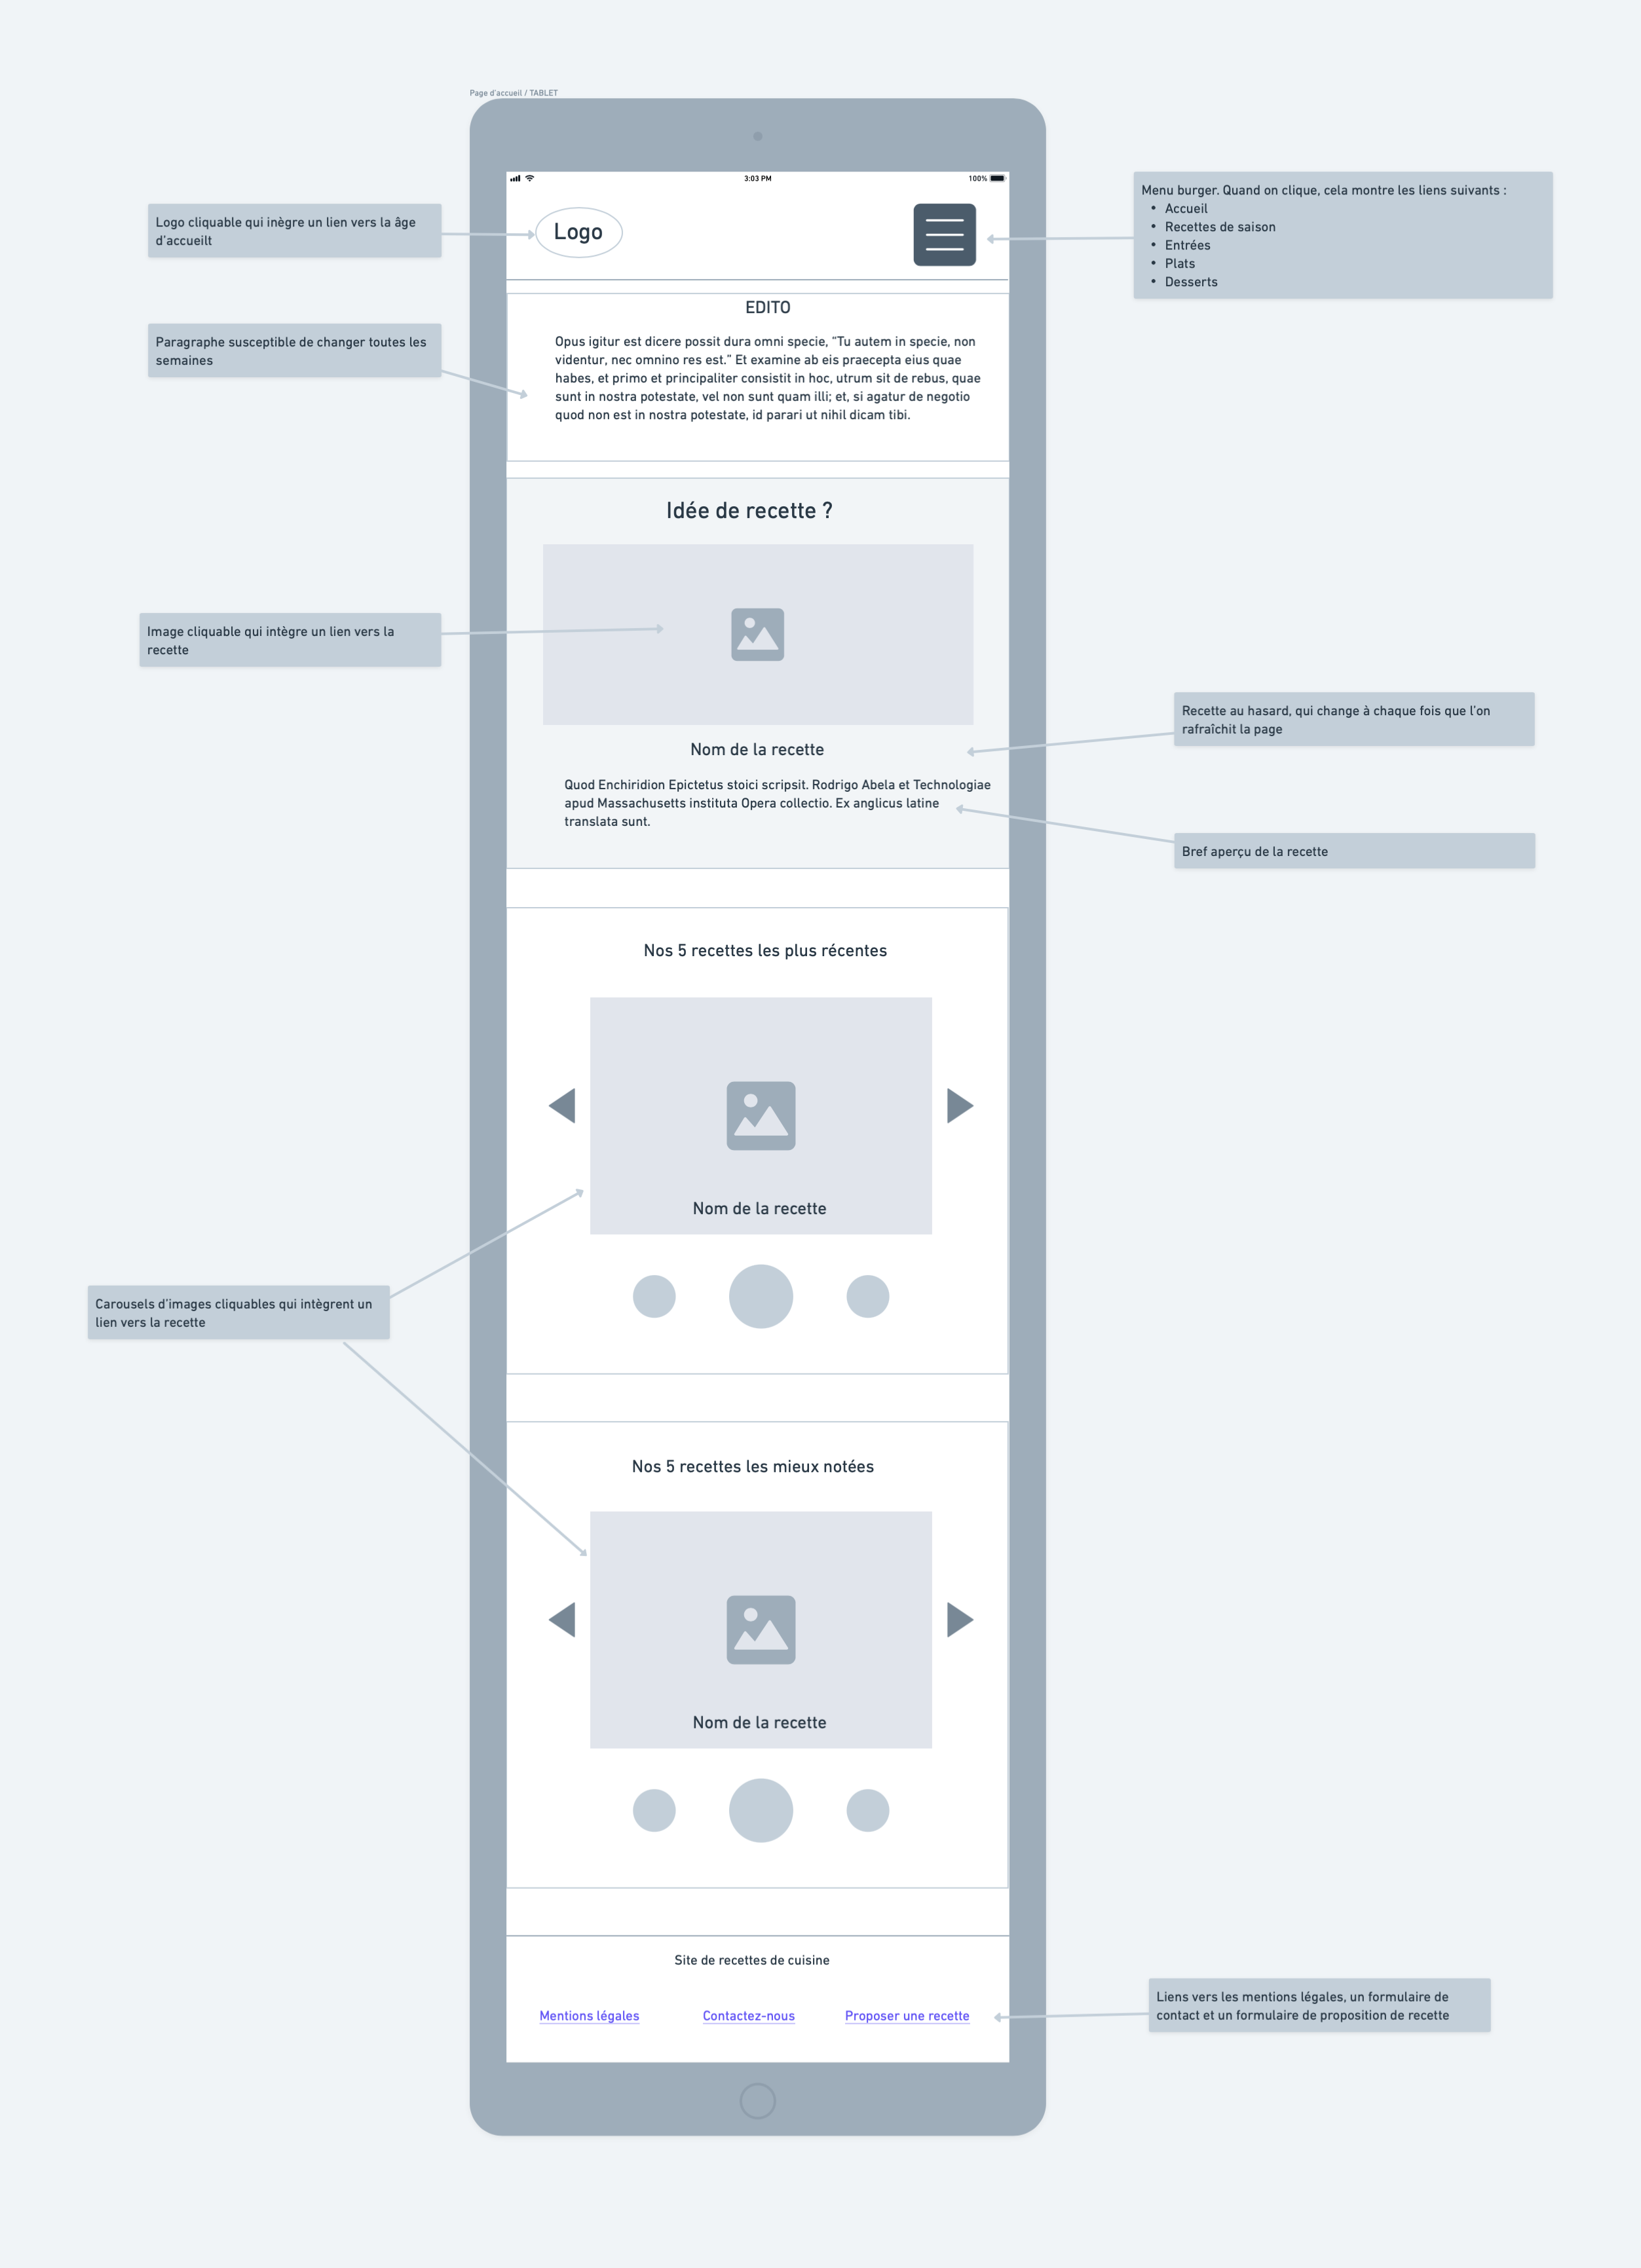 Page d'accueil / TABLET
3:03 PM
100%
Logo cliquable qui inègre un lien vers la âge
d'accueilt
Logo
Menu burger. Quand on clique, cela montre les liens suivants :
• Accueil
• Recettes de saison
• Entrées
• Plats
• Desserts
EDITO
Paragraphe susceptible de changer toutes les
semaines
Opus igitur est dicere possit dura omni specie, "Tu autem in specie, non
videntur, nec omnino res est." Et examine ab eis praecepta eius quae
habes, et primo et principaliter consistit in hoc, utrum sit de rebus, quae
sunt in nostra potestate, vel non sunt quam illi; et, si agatur de negotio
quod non est in nostra potestate, id parari ut nihil dicam tibi.
Idée de recette ?
Image cliquable qui intègre un lien vers la
recette
Nom de la recette
Recette au hasard, qui change à chaque fois que l'on
rafraîchit la page
Quod Enchiridion Epictetus stoici scripsit. Rodrigo Abela et Technologiae
apud Massachusetts instituta Opera collectio. Ex anglicus latine
translata sunt.
Bref aperçu de la recette
Nos 5 recettes les plus récentes
Nom de la recette
Carousels d'images cliquables qui intègrent un
lien vers la recette
Nos 5 recettes les mieux notées
Nom de la recette
Site de recettes de cuisine
Mentions légales
Contactez-nous
Proposer une recette
Liens vers les mentions légales, un formulaire de
contact et un formulaire de proposition de recette